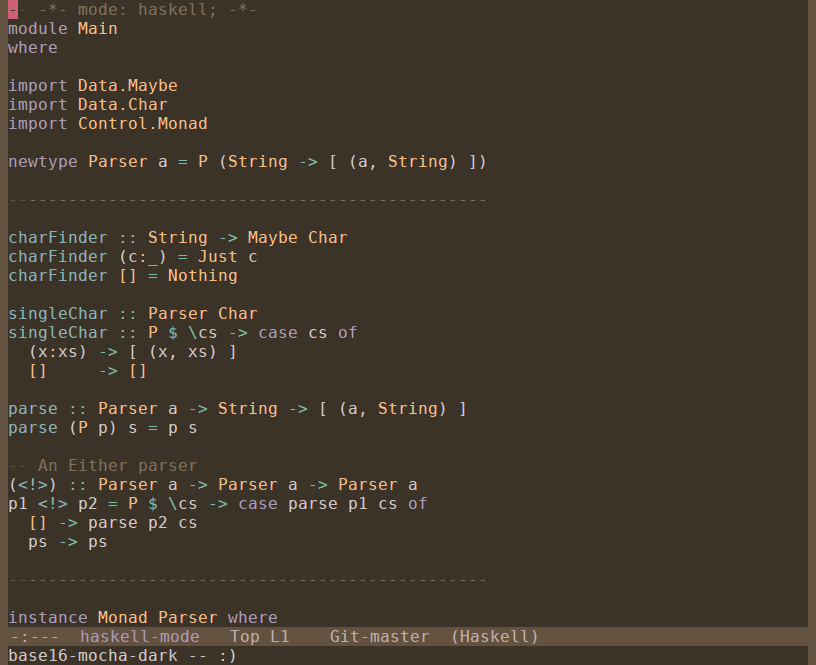 -- -*- mode: haskell; -*-
module Main
where
import Data.Maybe
import Data.Char
import Control.Monad
newtype Parser a = P (String -> [ (a, String) ])
------------------------------------------------
charFinder :: String -> Maybe Char
charFinder (c:_) = Just c
charFinder [] = Nothing
singleChar :: Parser Char
singleChar :: P $ \cs -> case cs of
  (x:xs) -> [ (x, xs) ]
  []     -> []
parse :: Parser a -> String -> [ (a, String) ]
parse (P p) s = p s
-- An Either parser
(<!>) :: Parser a -> Parser a -> Parser a
p1 <!> p2 = P $ \cs -> case parse p1 cs of
  [] -> parse p2 cs
  ps -> ps
------------------------------------------------
instance Monad Parser where
-:---  haskell-mode   Top L1    Git-master  (Haskell)
base16-mocha-dark -- :)